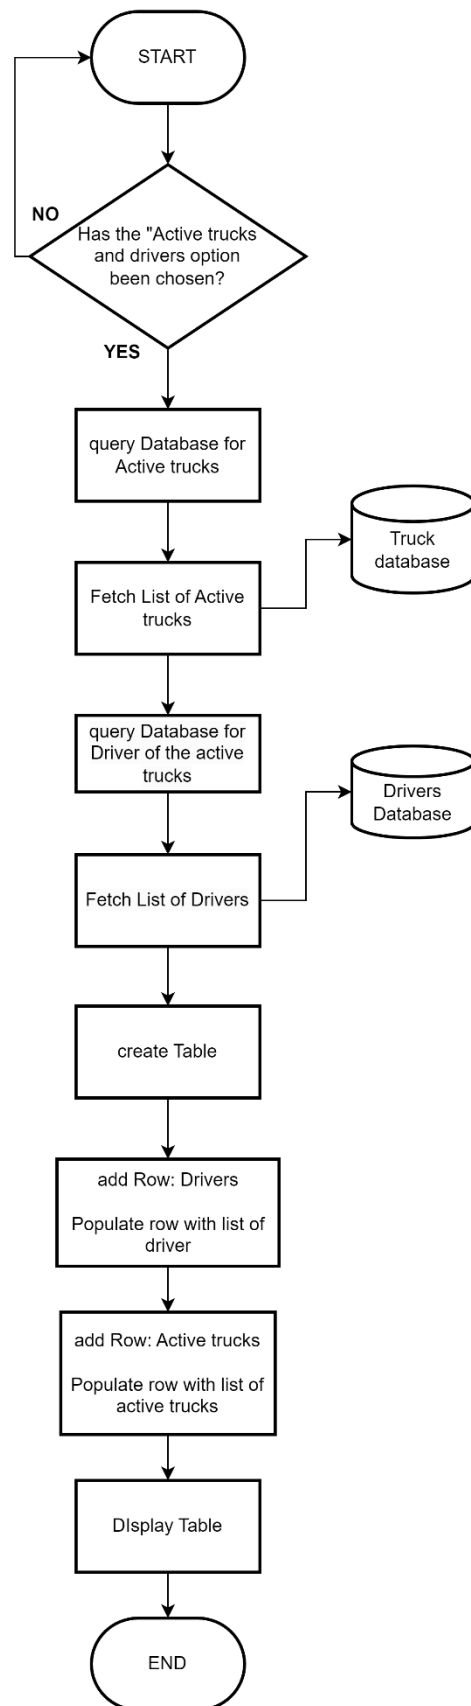 START
NO
Has the "Active trucks
and drivers option
been chosen?
YES
query Database for
Active trucks
Truck
database
Fetch List of Active
trucks
query Database for
Driver of the active
trucks
Drivers
Database
Fetch List of Drivers
create Table
add Row: Drivers
Populate row with list of
driver
add Row: Active trucks
Populate row with list of
active trucks
DIsplay Table
END